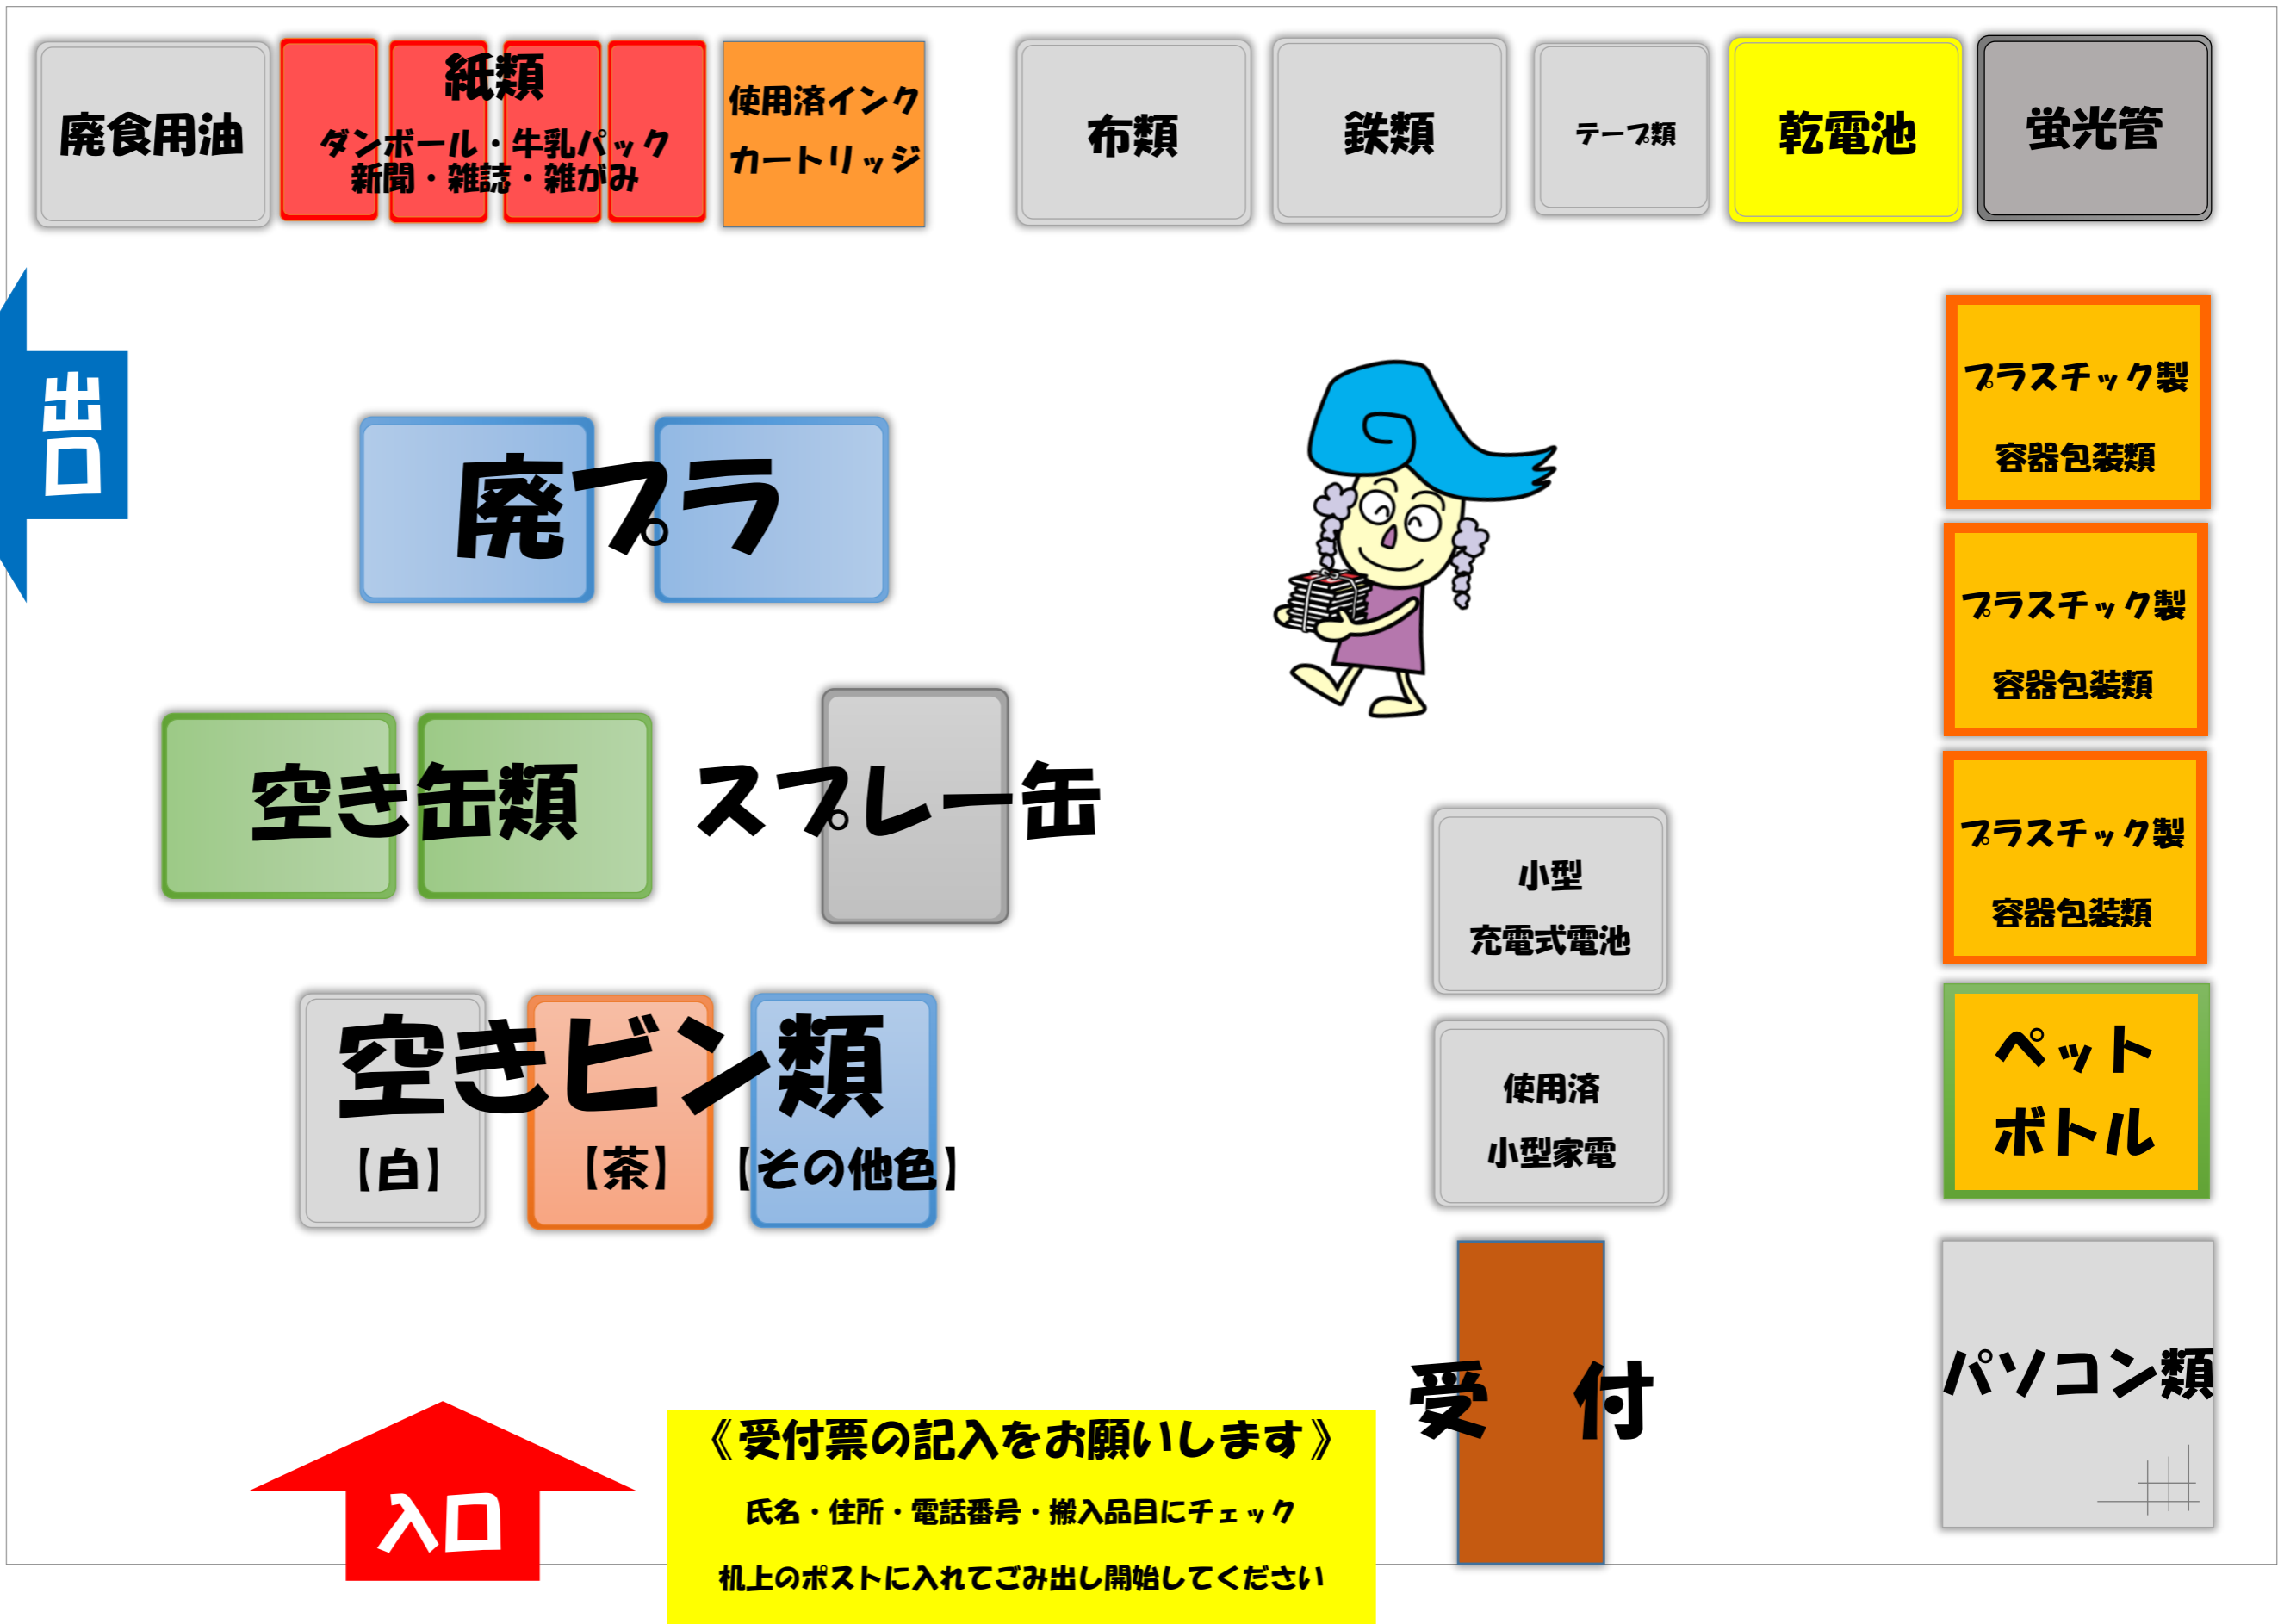 廃食用油
紙類
ダンボール・牛乳パック
新聞・雑誌・雑がみ
使用済インク
カートリッジ
布類
鉄類
テープ類
乾電池
蛍光管
出口
廃プラ
プラスチック製
容器包装類
プラスチック製
容器包装類
プラスチック製
容器包装類
空き缶類
スプレー缶
小型
充電式電池
空きビン類
【白】
【茶】
【その他色】
使用済
小型家電
ペット
ボトル
受　付
パソコン類
入口
《受付票の記入をお願いします》
氏名・住所・電話番号・搬入品目にチェック
机上のポストに入れてごみ出し開始してください